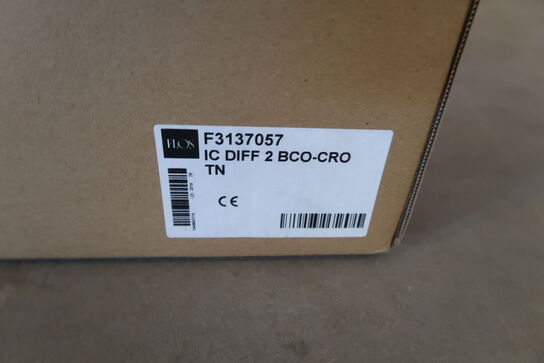 FLOS
F3137057
IC DIFF 2 BCO-CRO
TN
CE